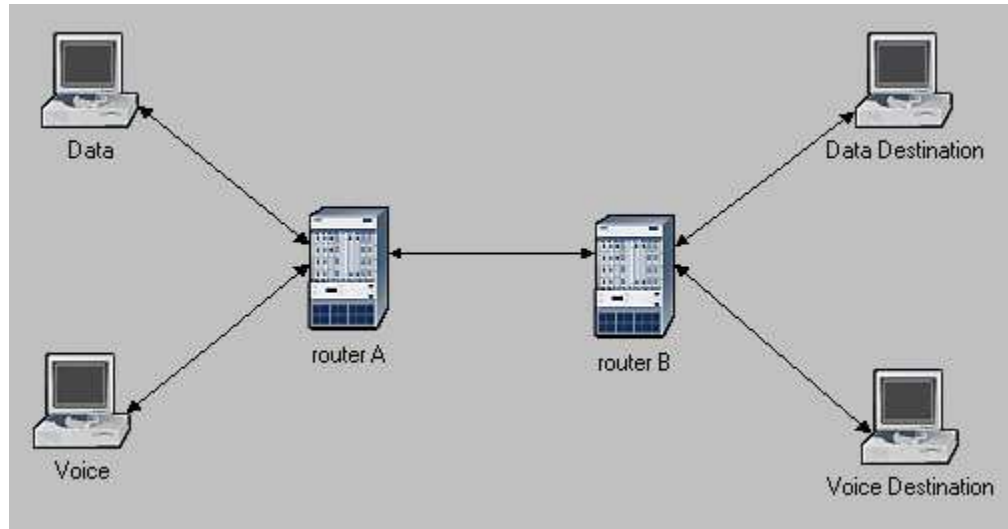 Data
Data Destination
router A
router B
Voice
Voice Destination